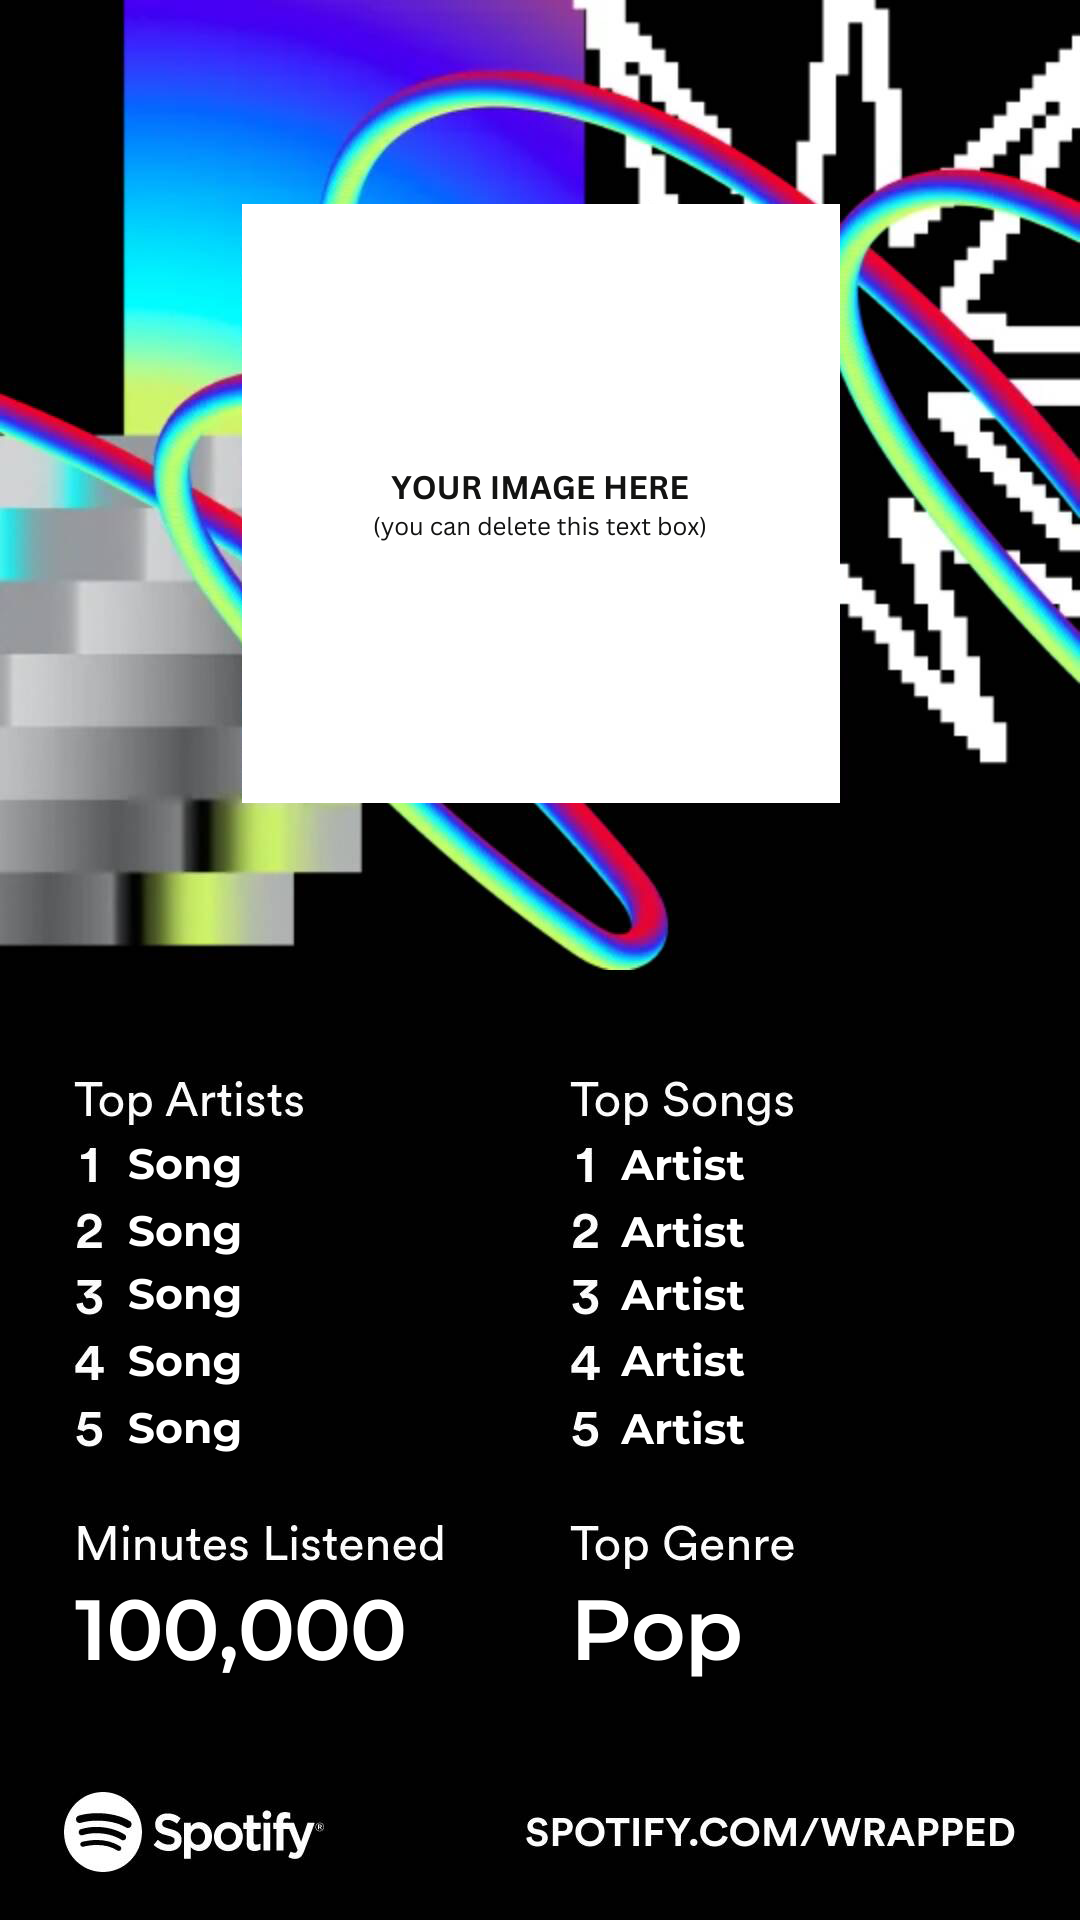 YOUR IMAGE HERE
(you can delete this text box)
Top Artists
1 Song
2 Song
3 Song
4 Song
5 Song
Top Songs
1 Artist
2 Artist
3 Artist
4 Artist
5 Artist
Minutes Listened
100,000
Top Genre
Pop
Spotify®
SPOTIFY.COM/WRAPPED